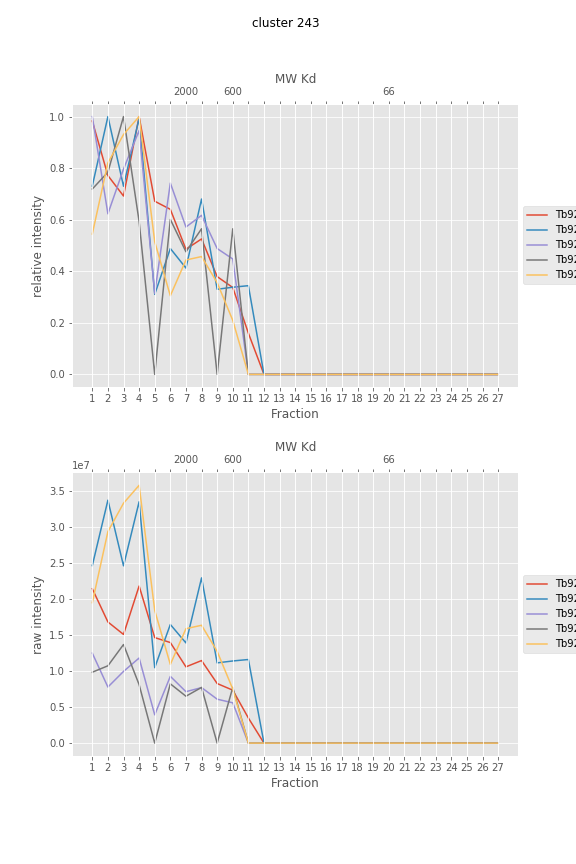 cluster 243
MW Kd
2000 600 66
1.0
0.8
0.6
0.4
0.2
0.0
relative intensity
Tb92
Tb92
Tb92
Tb92
Tb92
1 2 3 4 5 6 7 8 9 10 11 12 13 14 15 16 17 18 19 20 21 22 23 24 25 26 27
Fraction
MW Kd
2000 600 66
1e7
3.5
3.0
2.5
2.0
1.5
1.0
0.5
0.0
raw intensity
Tb92
Tb92
Tb92
Tb92
Tb92
1 2 3 4 5 6 7 8 9 10 11 12 13 14 15 16 17 18 19 20 21 22 23 24 25 26 27
Fraction